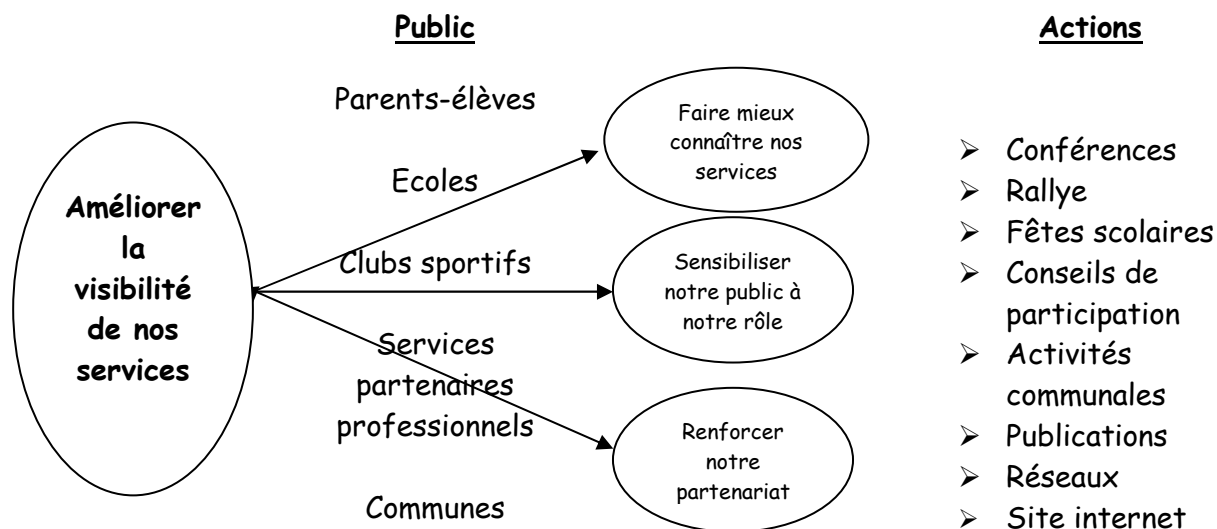 Public
Actions
Parents-élèves
Ecoles
Clubs sportifs
Services
partenaires
professionnels
Communes
Améliorer
la
visibilité
de nos
services
Faire mieux
connaître nos
services
Sensibiliser
notre public à
notre rôle
Renforcer
notre
partenariat
➢ Conférences
➢ Rallye
➢ Fêtes scolaires
➢ Conseils de
participation
➢ Activités
communales
➢ Publications
➢ Réseaux
➢ Site internet